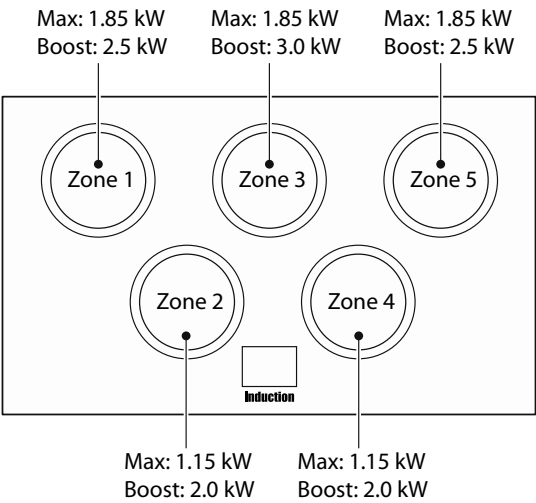 Max: 1.85 kW
Boost: 2.5 kW
Max: 1.85 kW
Boost: 3.0 kW
Max: 1.85 kW
Boost: 2.5 kW
Zone 1
Zone 3
Zone 5
Zone 2
Zone 4
Induction
Max: 1.15 kW
Boost: 2.0 kW
Max: 1.15 kW
Boost: 2.0 kW